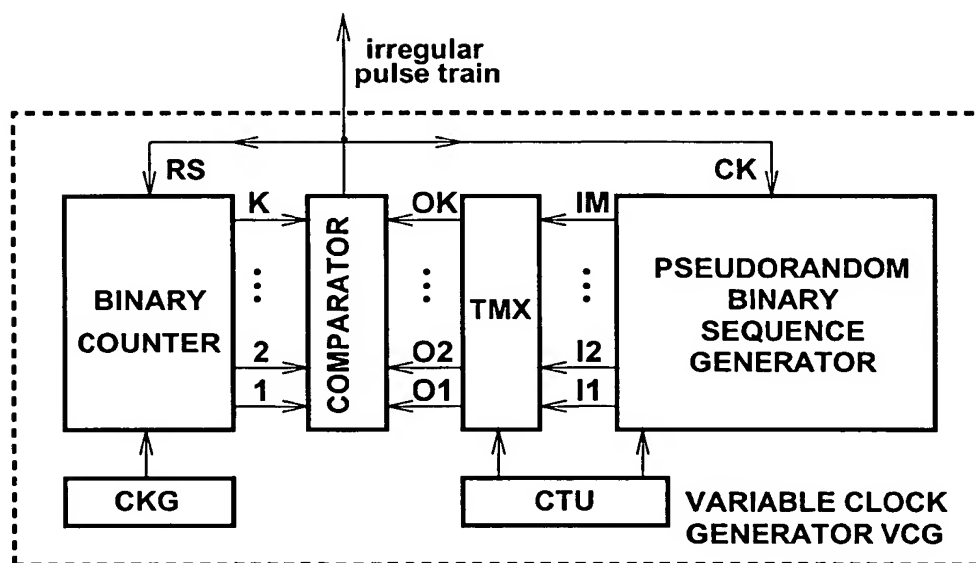 irregular
pulse train
RS
CK
K
OK
IM
BINARY
COUNTER
COMPARATOR
TMX
PSEUDORANDOM
BINARY
SEQUENCE
GENERATOR
2
O2
I2
1
O1
I1
CKG
CTU
VARIABLE CLOCK
GENERATOR VCG